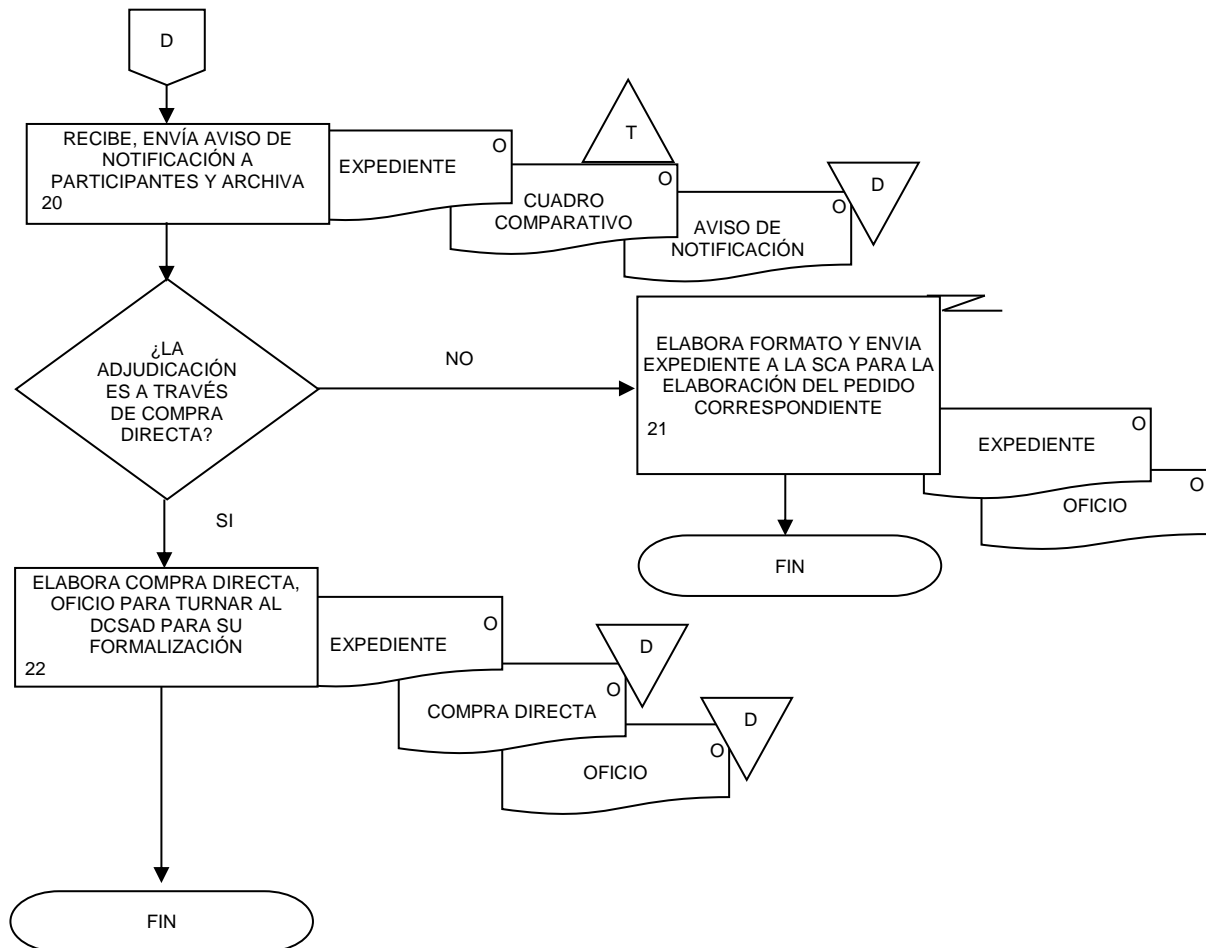 D
RECIBE, ENVÍA AVISO DE
NOTIFICACIÓN A
PARTICIPANTES Y ARCHIVA
20
EXPEDIENTE
O
T
CUADRO
COMPARATIVO
O
AVISO DE
NOTIFICACIÓN
O
D
¿LA
ADJUDICACIÓN
ES A TRAVÉS
DE COMPRA
DIRECTA?
NO
ELABORA FORMATO Y ENVIA
EXPEDIENTE A LA SCA PARA LA
ELABORACIÓN DEL PEDIDO
CORRESPONDIENTE
21
EXPEDIENTE
O
OFICIO
O
FIN
SI
ELABORA COMPRA DIRECTA,
OFICIO PARA TURNAR AL
DCSAD PARA SU
FORMALIZACIÓN
22
EXPEDIENTE
O
COMPRA DIRECTA
O
D
OFICIO
O
D
FIN